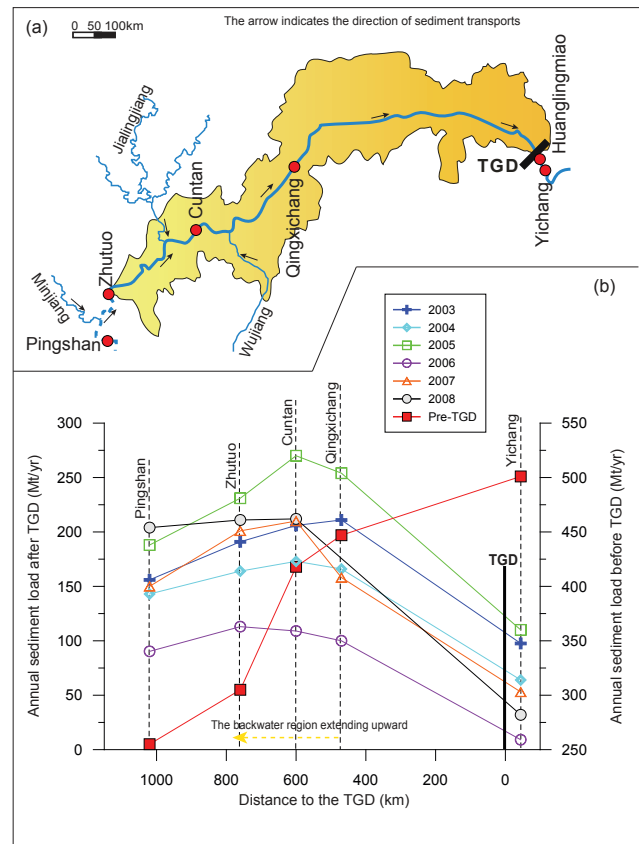 (a)
0 50 100km
The arrow indicates the direction of sediment transports
Jialingjiang
Huanglingmiao
TGD
Cuntan
Qingxichang
Yichang
Zhutuo
Minjiang
Wujiang
Pingshan
(b)
2003
2004
2005
2006
2007
2008
Pre-TGD
Annual sediment load after TGD (Mt/yr)
300
250
200
150
100
50
0
Pingshan
Zhutuo
Cuntan
Qingxichang
Yichang
TGD
The backwater region extending upward
550
500
450
400
350
300
250
Annual sediment load before TGD (Mt/yr)
1000 800 600 400 200 0
Distance to the TGD (km)